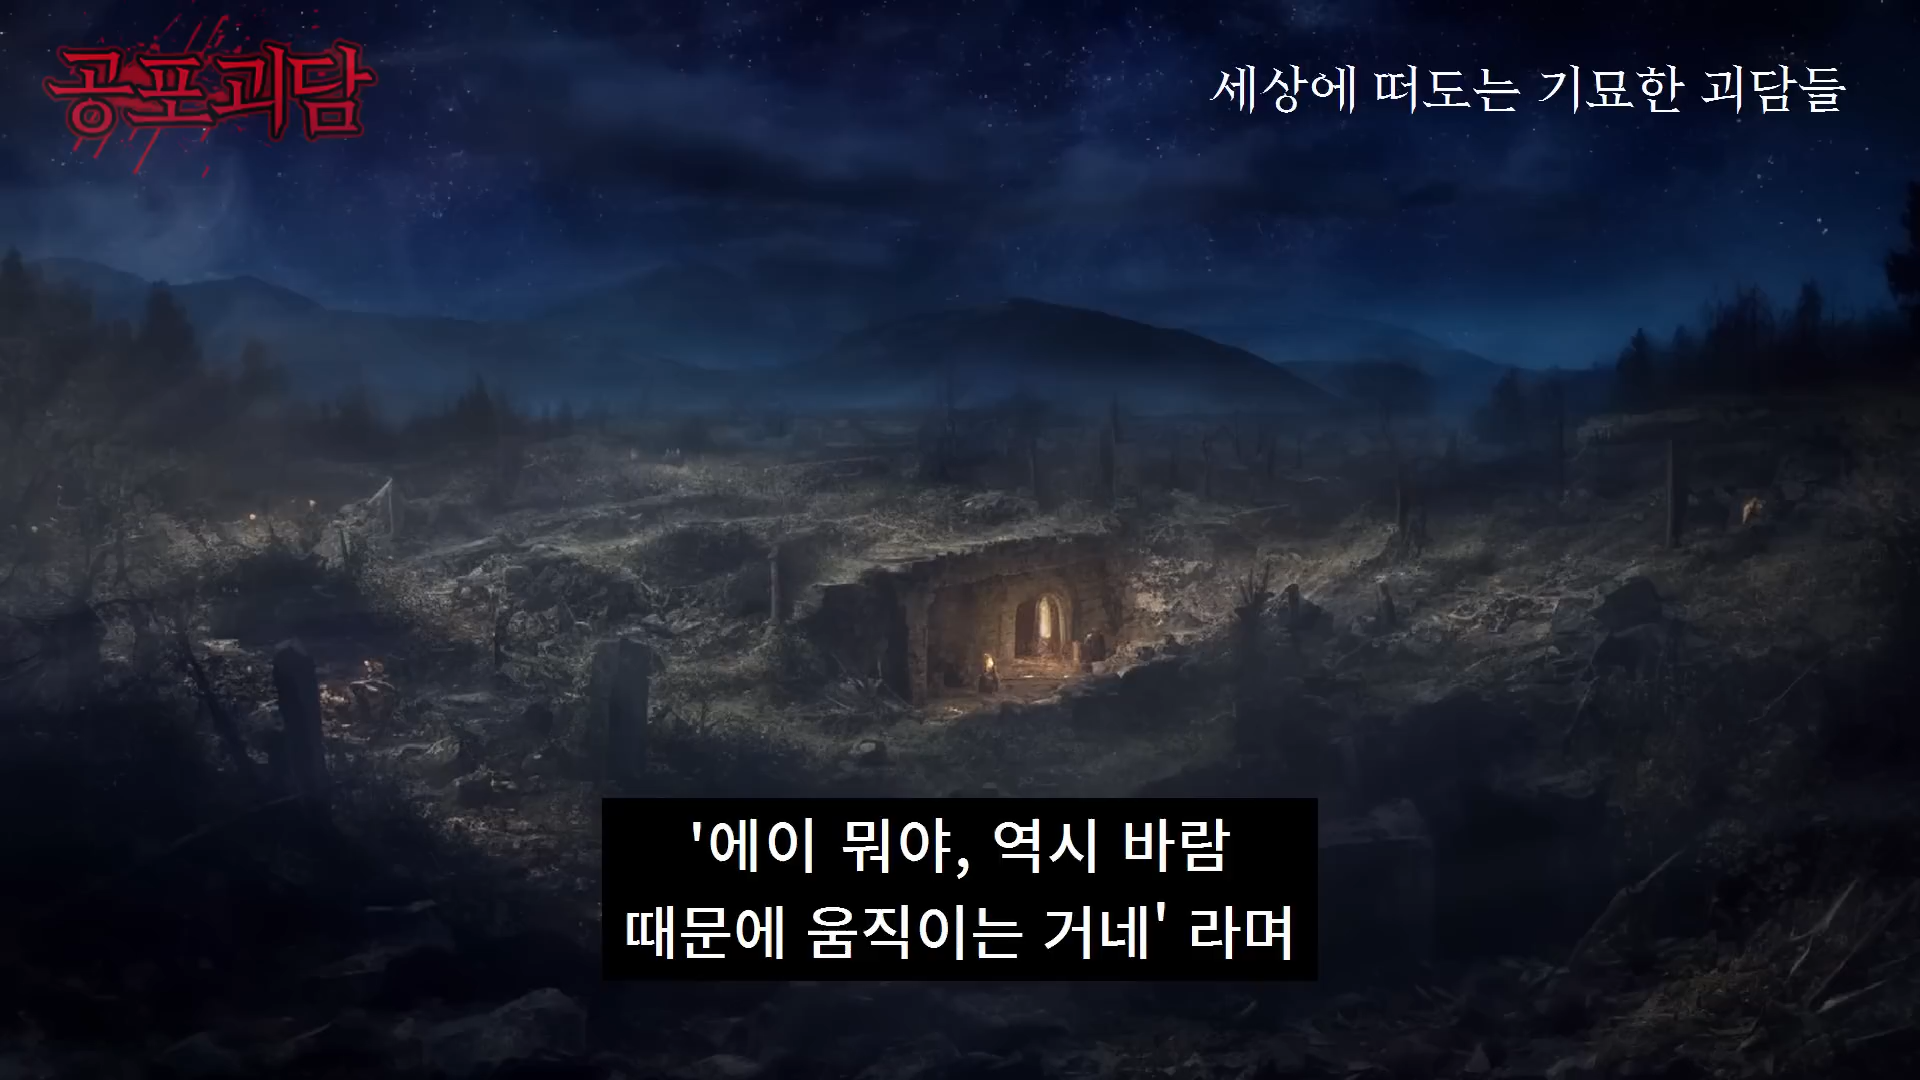 공포괴담
세상에 떠도는 기묘한 괴담들
'에이 뭐야, 역시 바람
때문에 움직이는 거네' 라며